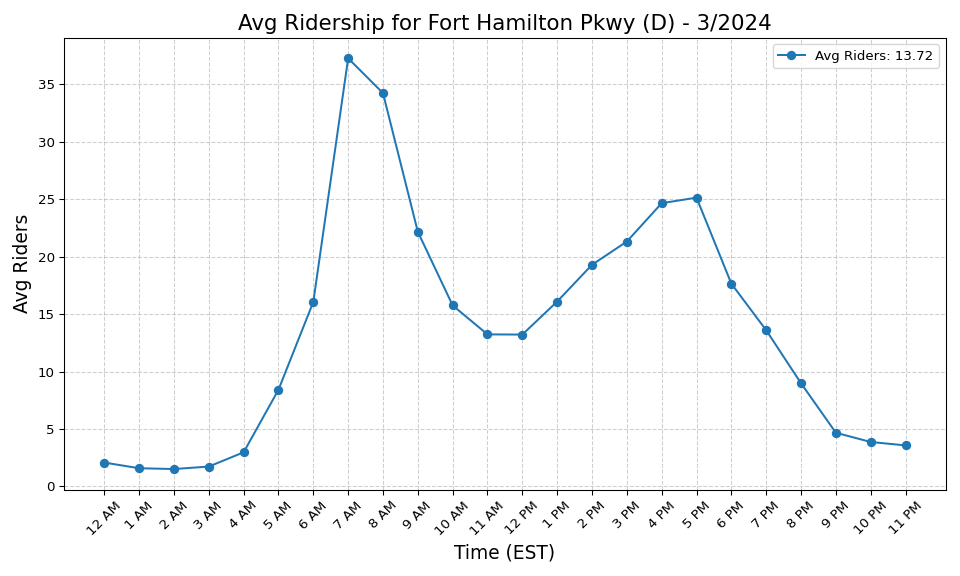 Avg Ridership for Fort Hamilton Pkwy (D) - 3/2024
Avg Riders: 13.72
Avg Riders
35
30
25
20
15
10
5
0
12 AM
1 AM
2 AM
3 AM
4 AM
5 AM
6 AM
7 AM
8 AM
9 AM
10 AM
11 AM
12 PM
1 PM
2 PM
3 PM
4 PM
5 PM
6 PM
7 PM
8 PM
9 PM
10 PM
11 PM
Time (EST)